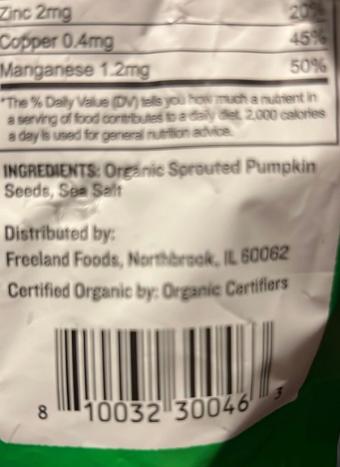 Zinc 2mg 20%
Copper 0.4mg 45%
Manganese 1.2mg 50%
*The % Daily Value (DV) tells you how much a nutrient in
a serving of food contributes to a daily diet. 2,000 calories
a day is used for general nutrition advice.
INGREDIENTS: Organic Sprouted Pumpkin
Seeds, Sea Salt
Distributed by:
Freeland Foods, Northbrook, IL 60062
Certified Organic by: Organic Certifiers
8 10032 30046 3